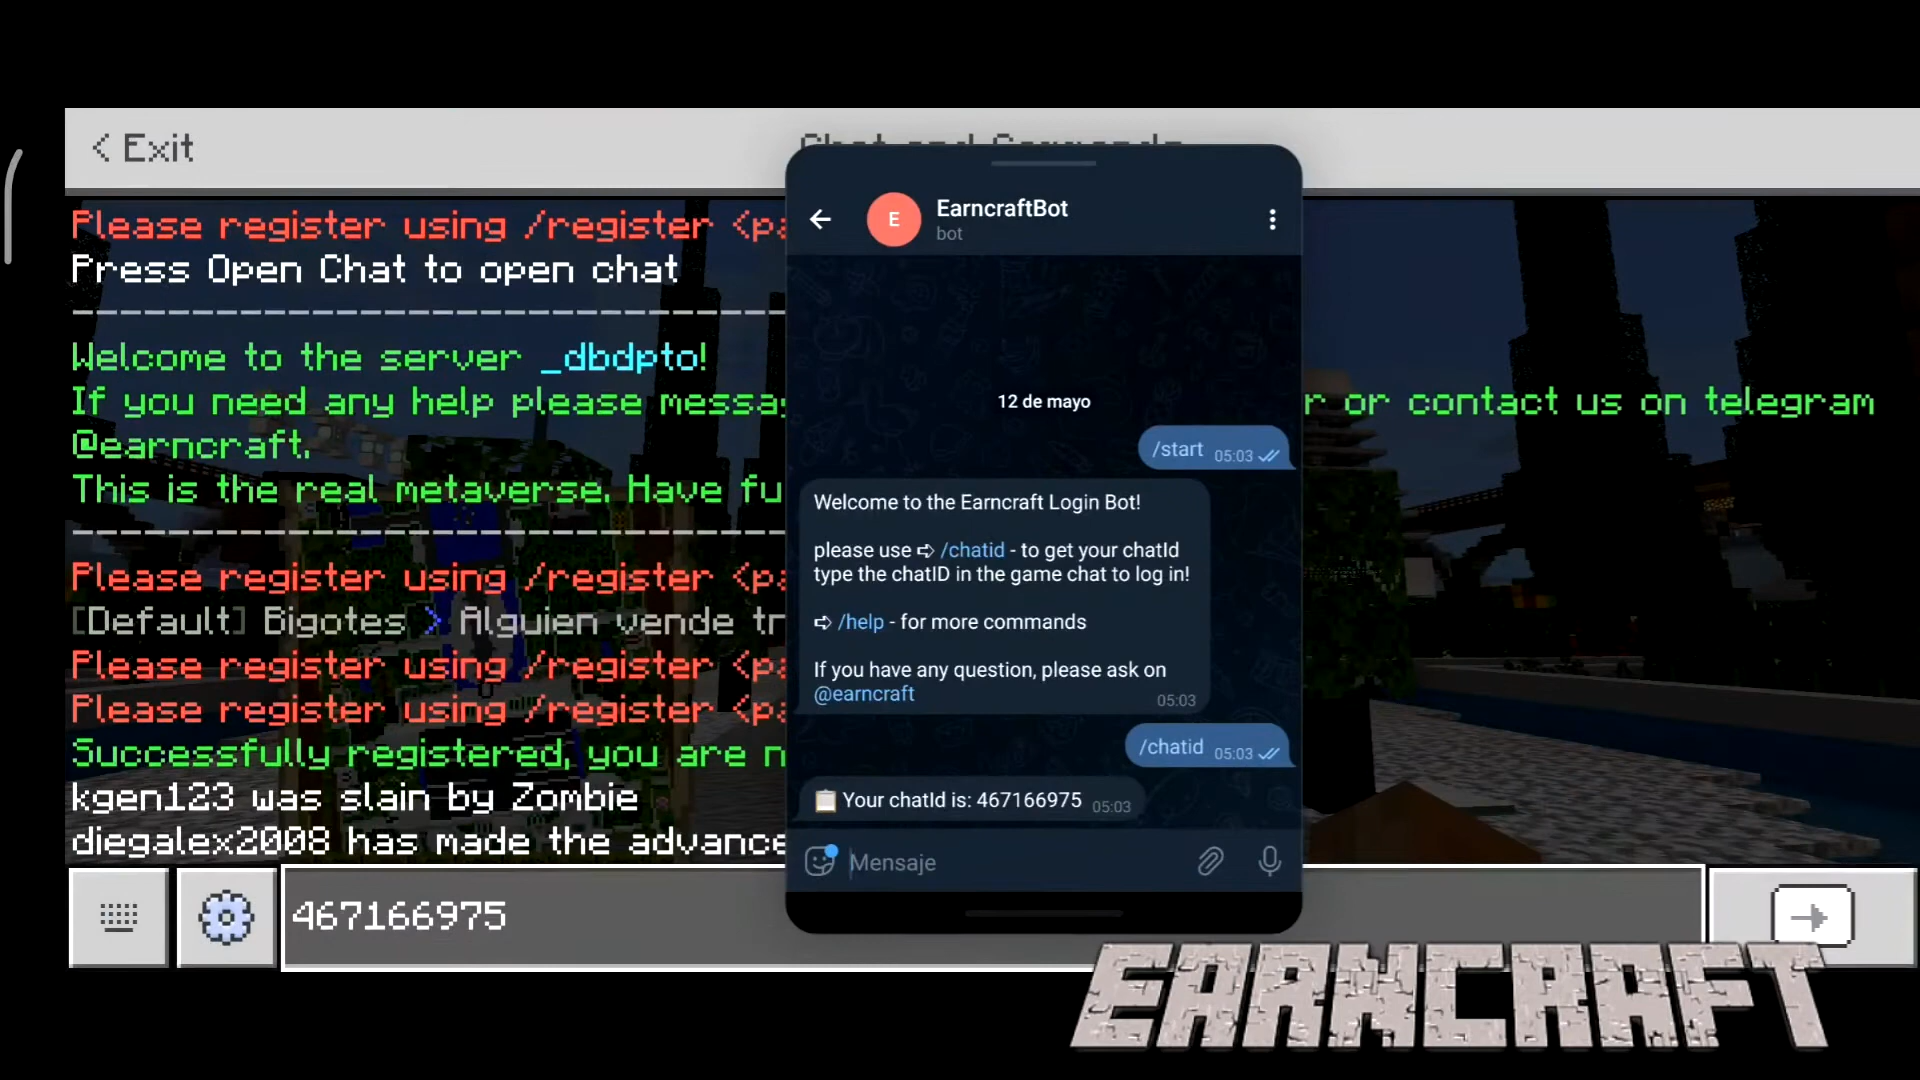 < Exit
Please register using /register
Press Open Chat to open chat
Welcome to the server _dbdpto!
If you need any help please or contact us on telegram
@earncraft.
This is the real metaverse. Have
Please register using /register
[Default] Bigotes > Alguien vende
Please register using /register
Please register using /register
Successfully registered, you are
kgen123 was slain by Zombie
diegalex2008 has made the
467166975
E
EarncraftBot
bot
12 de mayo
/start 05:03
Welcome to the Earncraft Login Bot!
please use ➪ /chatid - to get your chatId
type the chatID in the game chat to log in!
➪ /help - for more commands
If you have any question, please ask on
@earncraft 05:03
/chatid 05:03
📋 Your chatId is: 467166975 05:03
Mensaje
EARNCRAFT